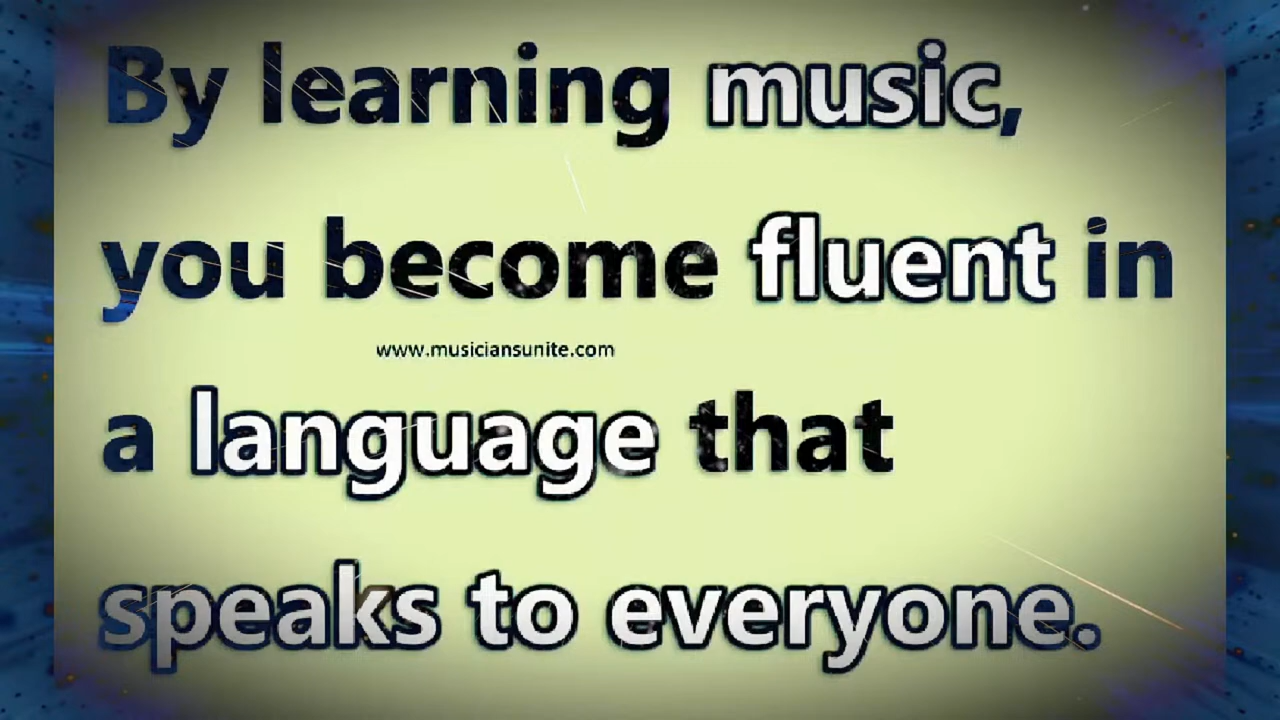 By learning music,
you become fluent in
www.musiciansunite.com
a language that
speaks to everyone.